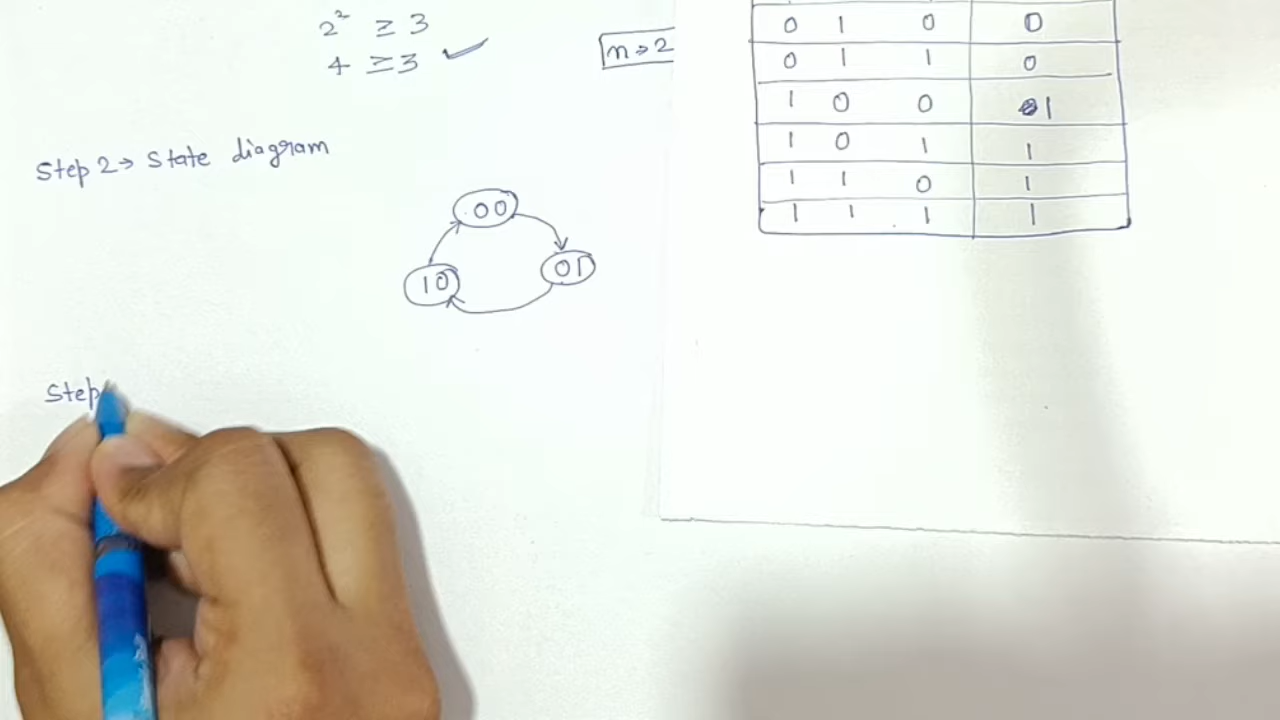 2² ≥ 3
4 ≥3 ✓
n→2
Step 2→ State diagram
00
10
01
Step
0 1 0 0
0 1 1 0
1 0 0 1
1 0 1 1
1 1 0 1
1 1 1 1